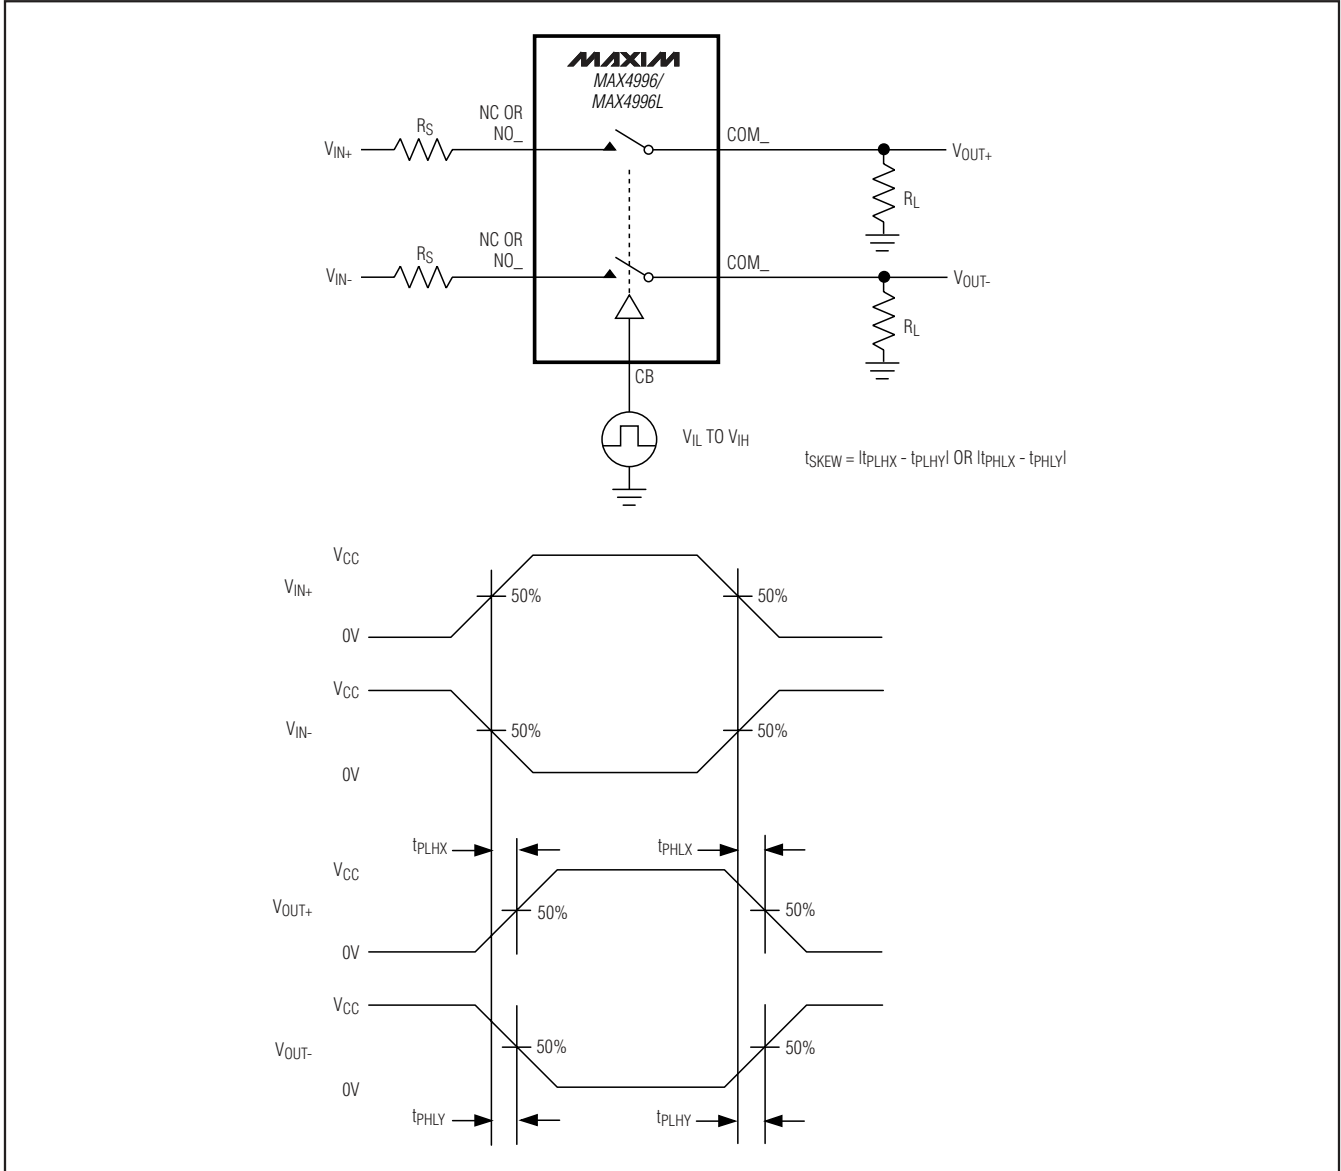 MAXIM
MAX4996/
MAX4996L
NC OR
NO_
RS
VIN+
COM_
VOUT+
RL
NC OR
NO_
RS
VIN-
COM_
VOUT-
RL
CB
VIL TO VIH
tSKEW = |tPLHX - tPLHY| OR |tPHLX - tPHLY|
VCC
VIN+
50%
50%
0V
VCC
VIN-
50%
50%
0V
tPLHX
tPHLX
VCC
VOUT+
50%
50%
0V
VCC
VOUT-
50%
50%
0V
tPHLY
tPLHY